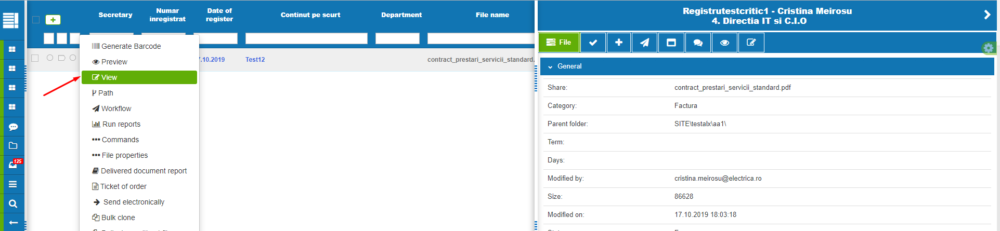 Secretary
Numar
inregistrat
Date of
register
Continut pe scurt
Department
File name
Registrutestcritic1 - Cristina Meirosu
4. Directia IT si C.I.O
File
7.10.2019
Test12
contract_prestari_servicii_standard.
Generate Barcode
Preview
View
Path
Workflow
Run reports
Commands
File properties
Delivered document report
Ticket of order
Send electronically
Bulk clone
125
General
Share: contract_prestari_servicii_standard.pdf
Category: Factura
Parent folder: SITE\testalx\aa1\
Term:
Days:
Modified by: cristina.meirosu@electrica.ro
Size: 86628
Modified on: 17.10.2019 18:03:18